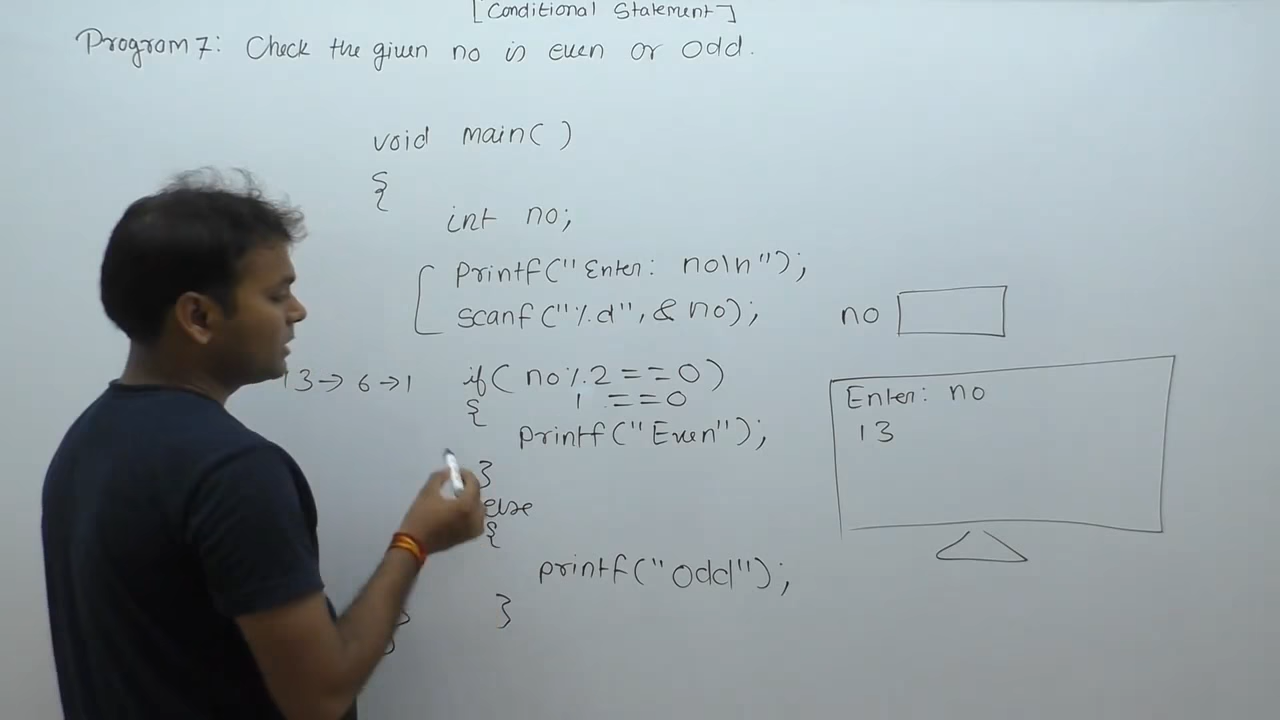 [Conditional Statement]
Program 7: Check the given no is even or odd.
void main( )
{
int no;
printf("Enter: no\n");
scanf("%d", & no);
no
13 → 6 → 1
if( no % 2 == 0 )
1 == 0
{
printf("Even");
}
else
{
printf("Odd");
}
}
Enter: no
13